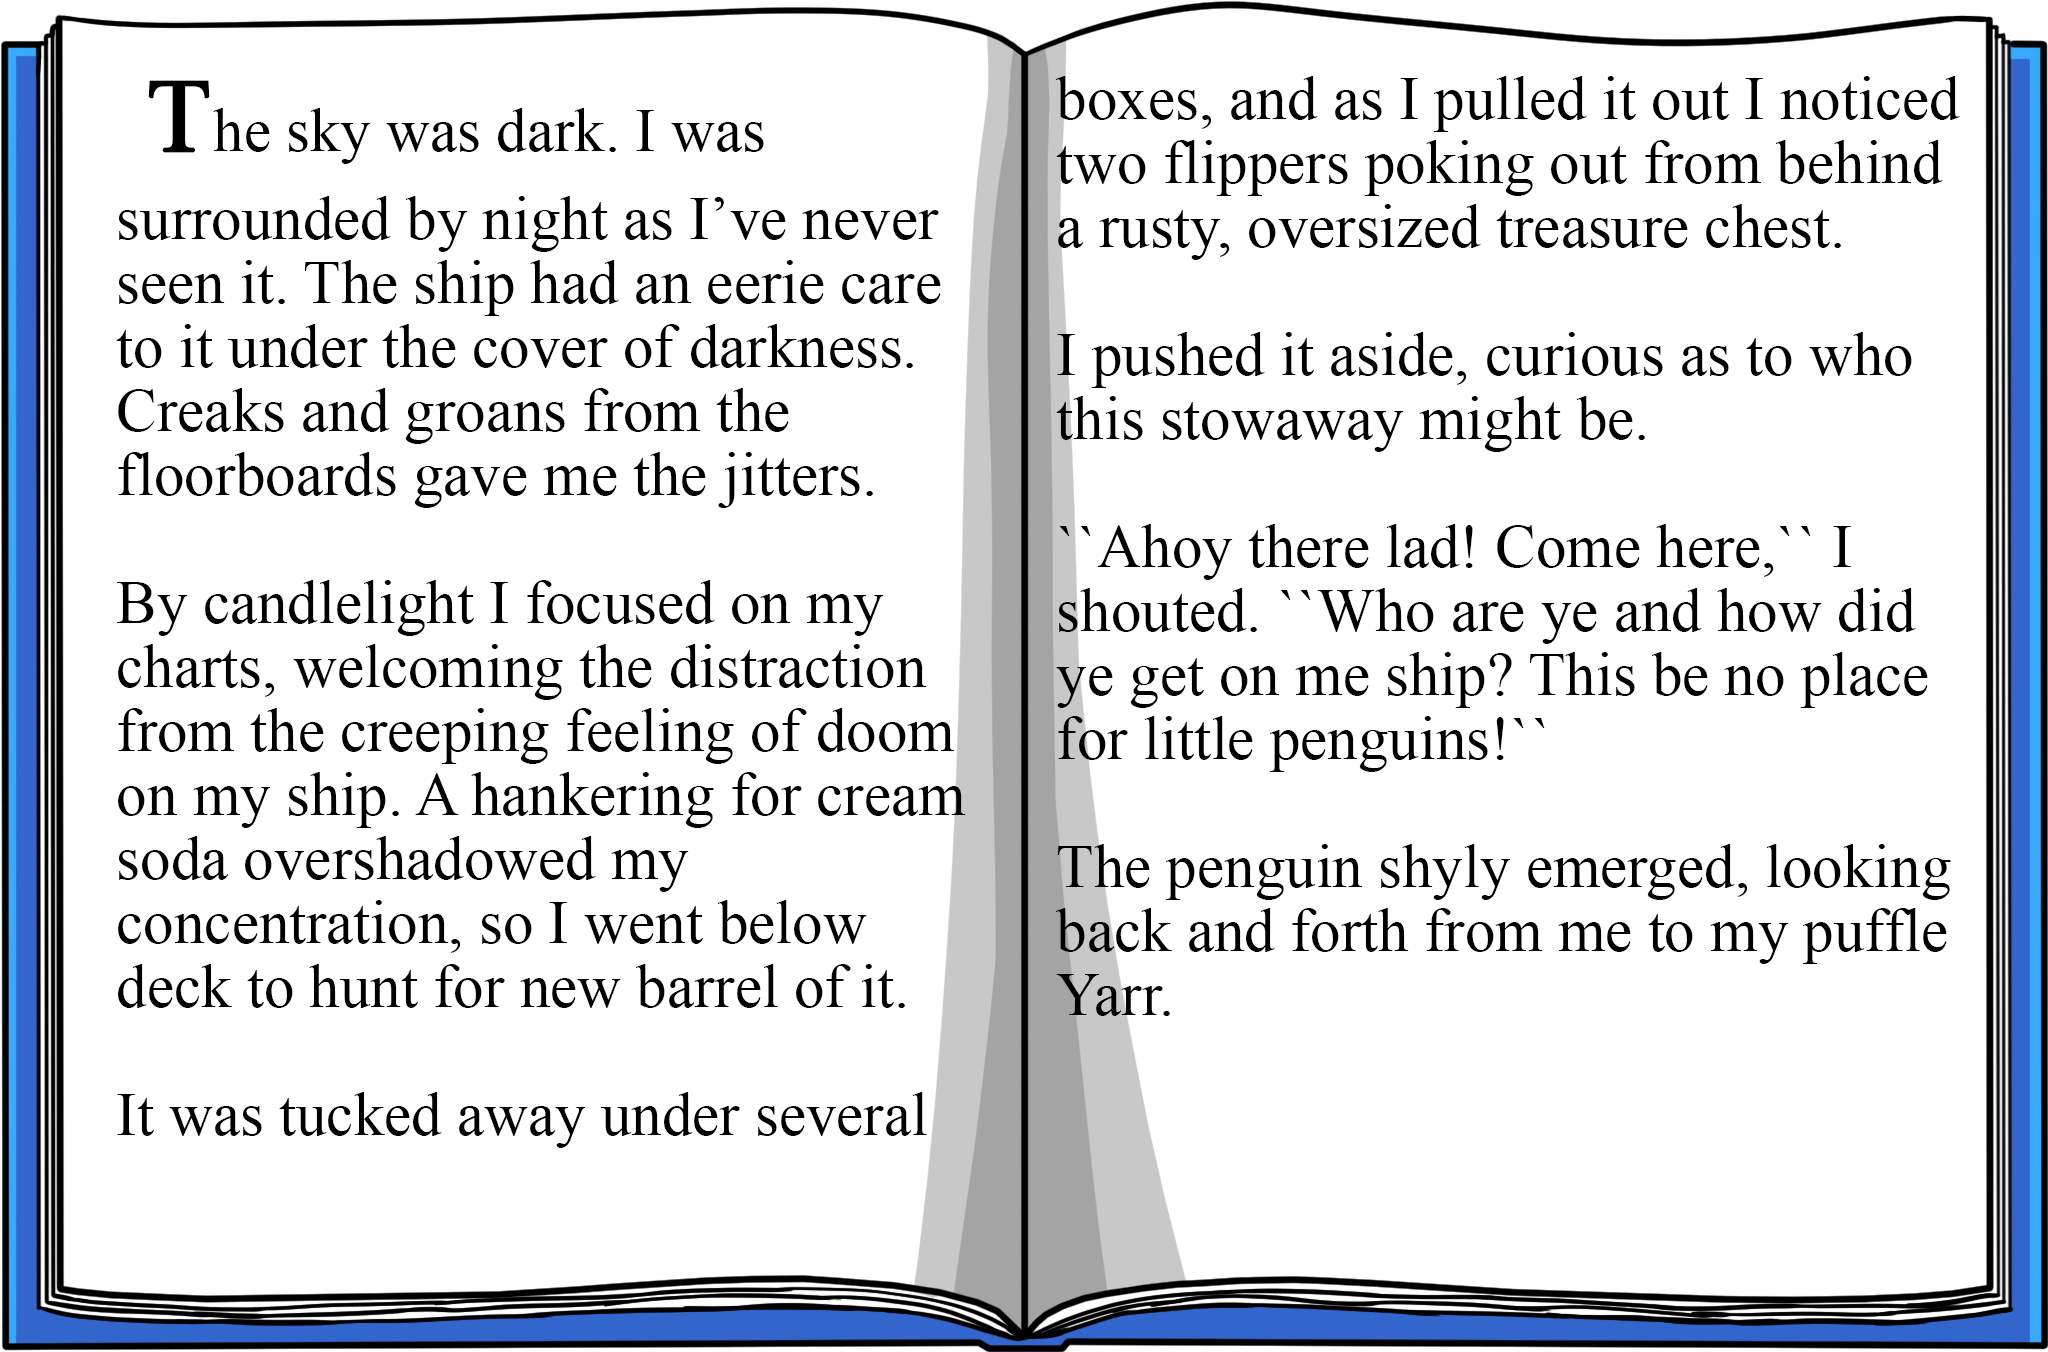 The sky was dark. I was
surrounded by night as I’ve never
seen it. The ship had an eerie care
to it under the cover of darkness.
Creaks and groans from the
floorboards gave me the jitters.
By candlelight I focused on my
charts, welcoming the distraction
from the creeping feeling of doom
on my ship. A hankering for cream
soda overshadowed my
concentration, so I went below
deck to hunt for new barrel of it.
It was tucked away under several
boxes, and as I pulled it out I noticed
two flippers poking out from behind
a rusty, oversized treasure chest.
I pushed it aside, curious as to who
this stowaway might be.
``Ahoy there lad! Come here,`` I
shouted. ``Who are ye and how did
ye get on me ship? This be no place
for little penguins!``
The penguin shyly emerged, looking
back and forth from me to my puffle
Yarr.